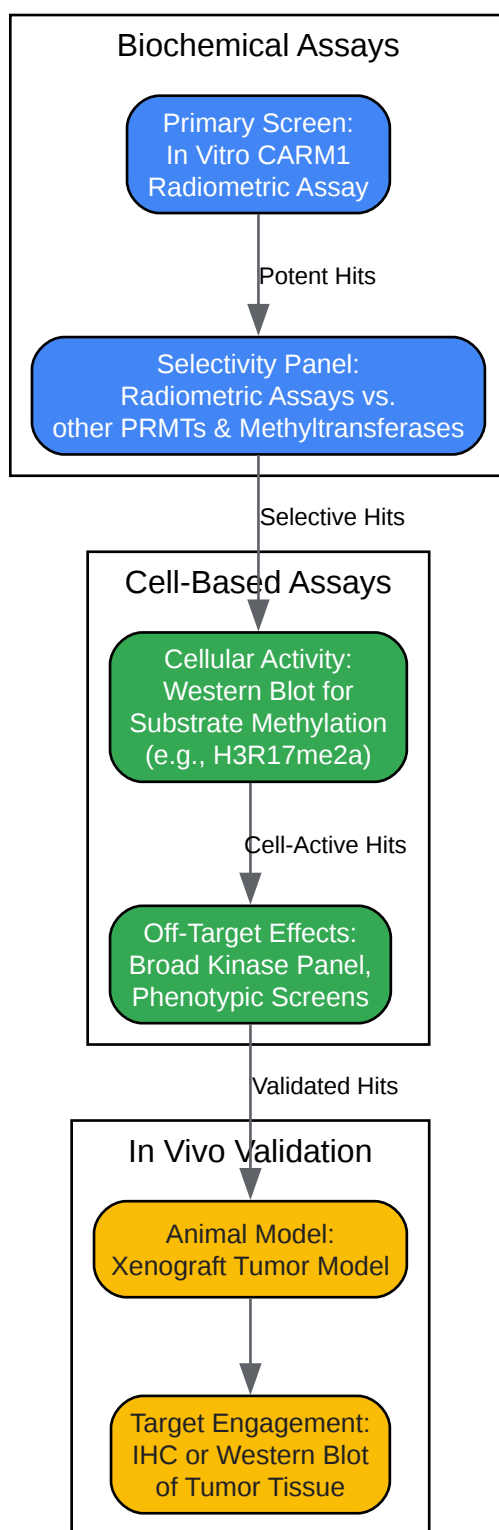 Biochemical Assays
Primary Screen:
In Vitro CARM1
Radiometric Assay
Potent Hits
Selectivity Panel:
Radiometric Assays vs.
other PRMTs & Methyltransferases
Selective Hits
Cell-Based Assays
Cellular Activity:
Western Blot for
Substrate Methylation
(e.g., H3R17me2a)
Cell-Active Hits
Off-Target Effects:
Broad Kinase Panel,
Phenotypic Screens
Validated Hits
In Vivo Validation
Animal Model:
Xenograft Tumor Model
Target Engagement:
IHC or Western Blot
of Tumor Tissue